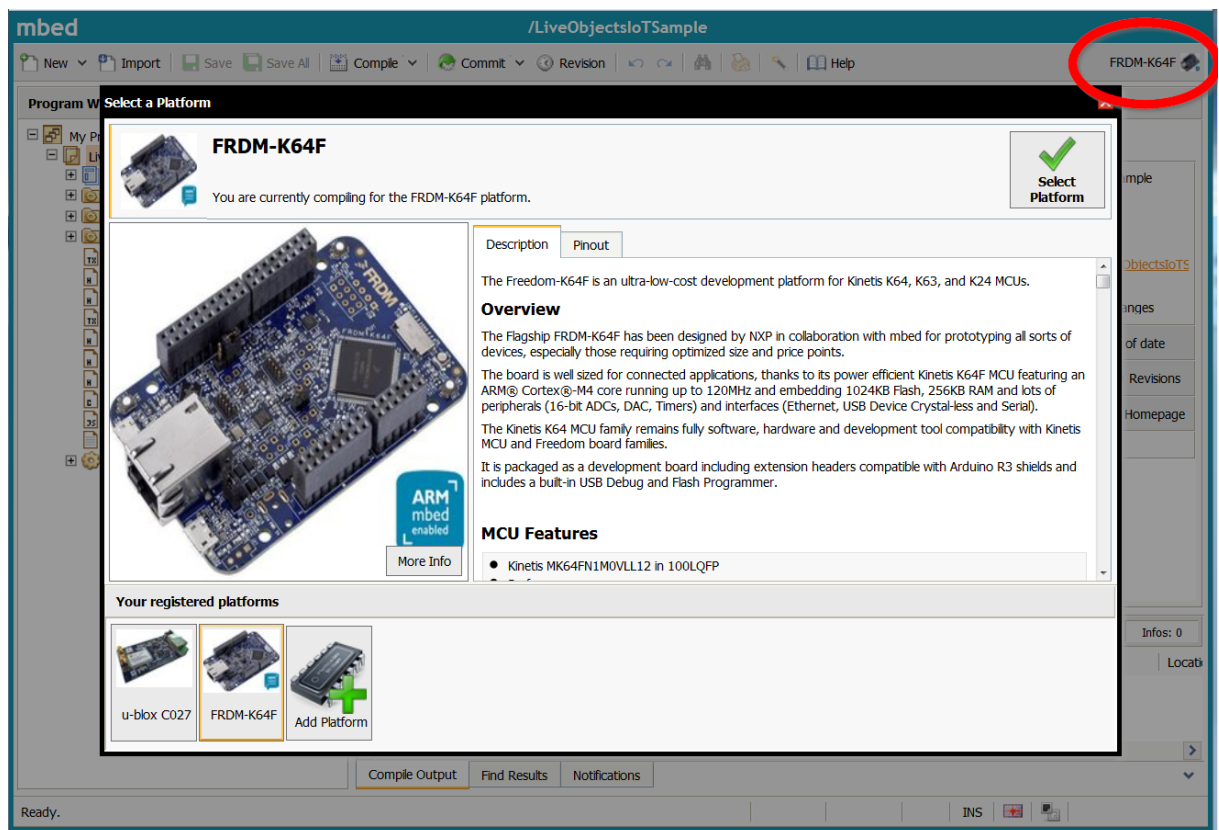 mbed
/LiveObjectsIoTSample
New Import Save Save All Compile Commit Revision Help
FRDM-K64F
Program W
Select a Platform
My Pr
Li
FRDM-K64F
You are currently compiling for the FRDM-K64F platform.
Select
Platform
mple
Description Pinout
The Freedom-K64F is an ultra-low-cost development platform for Kinetis K64, K63, and K24 MCUs.
Overview
The Flagship FRDM-K64F has been designed by NXP in collaboration with mbed for prototyping all sorts of
devices, especially those requiring optimized size and price points.
The board is well sized for connected applications, thanks to its power efficient Kinetis K64F MCU featuring an
ARM® Cortex®-M4 core running up to 120MHz and embedding 1024KB Flash, 256KB RAM and lots of
peripherals (16-bit ADCs, DAC, Timers) and interfaces (Ethernet, USB Device Crystal-less and Serial).
The Kinetis K64 MCU family remains fully software, hardware and development tool compatibility with Kinetis
MCU and Freedom board families.
It is packaged as a development board including extension headers compatible with Arduino R3 shields and
includes a built-in USB Debug and Flash Programmer.
MCU Features
Kinetis MK64FN1M0VLL12 in 100LQFP
FRDM
FRDM-K64F
ARM
mbed
enabled
More Info
ObjectsIoTS
anges
of date
Revisions
Homepage
Your registered platforms
u-blox C027
FRDM-K64F
Add Platform
Infos: 0
Locati
Compile Output Find Results Notifications
Ready.
INS